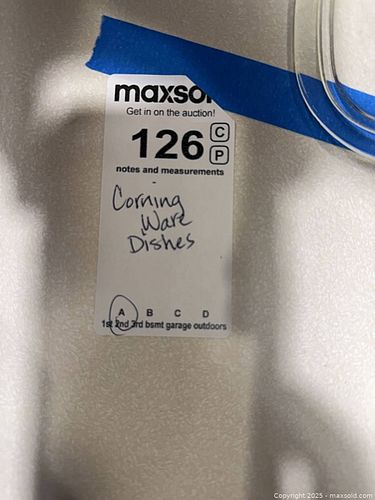 maxso
Get in on the auction!
126 C
P
notes and measurements
Corning
Ware
Dishes
A B C D
1st 2nd 3rd bsmt garage outdoors
Copyright © 2025 - maxsold.com